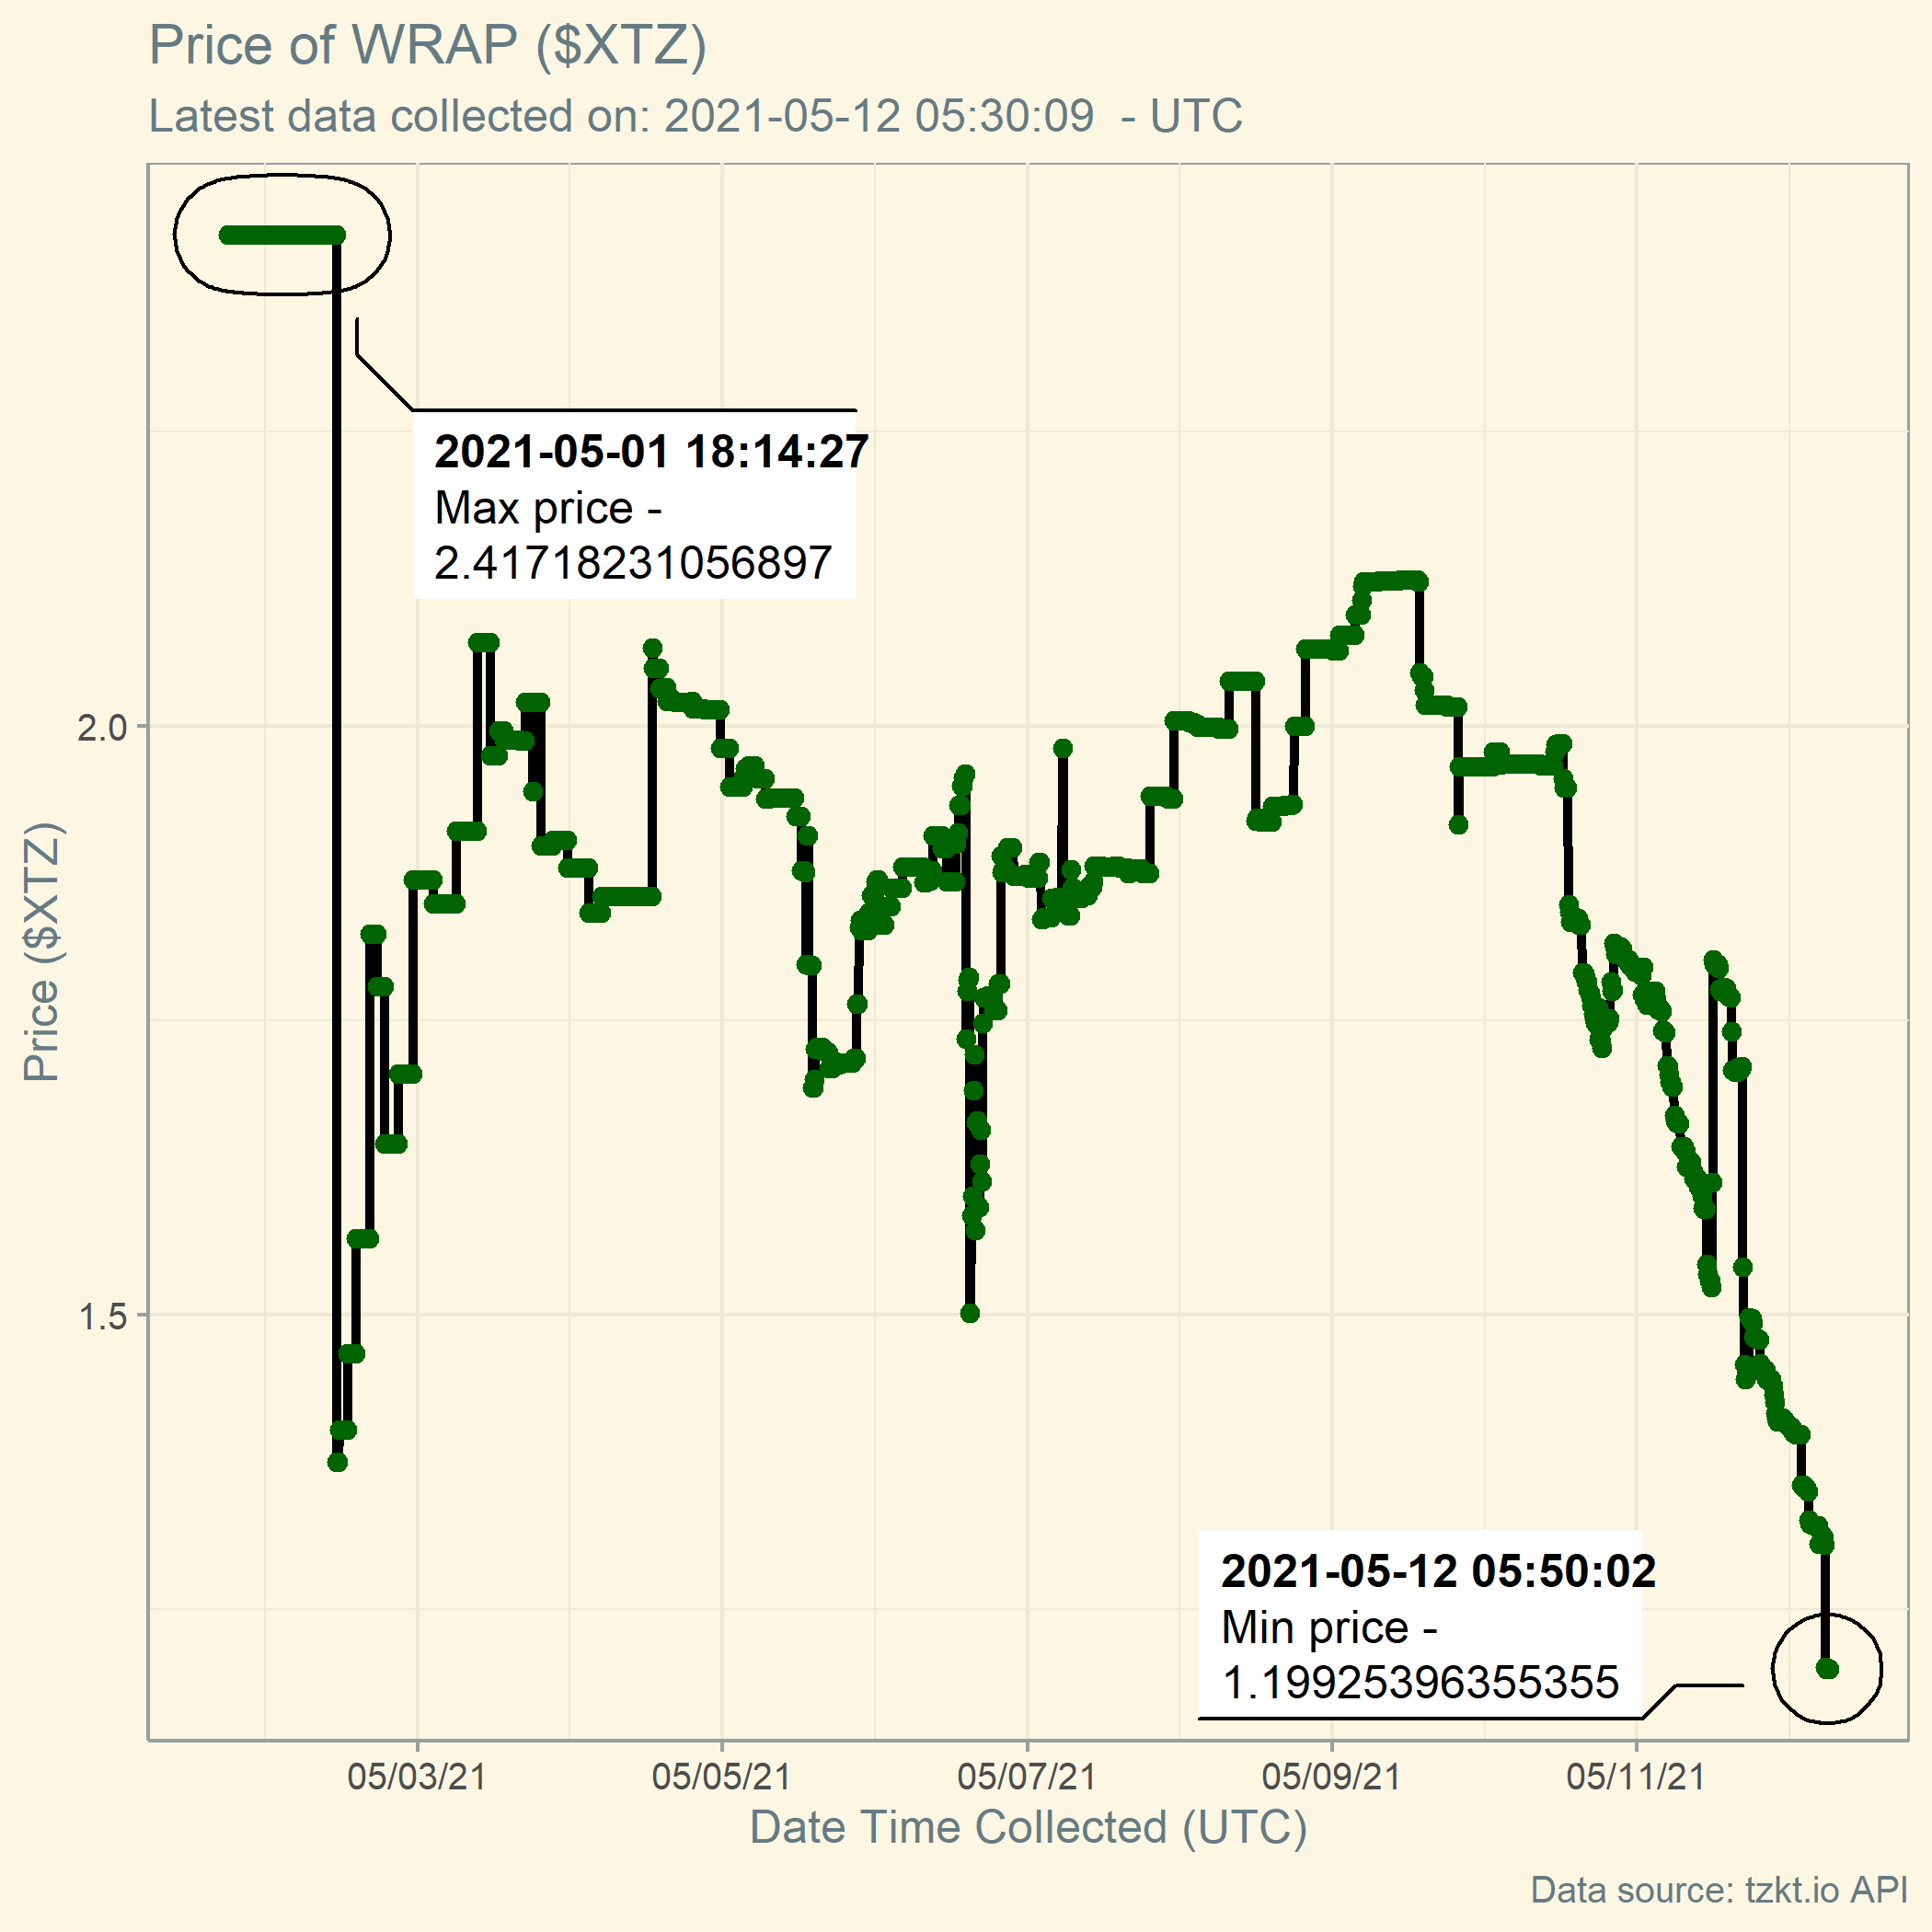 Price of WRAP ($XTZ)
Latest data collected on: 2021-05-12 05:30:09  - UTC
2021-05-01 18:14:27
Max price -
2.41718231056897
2.0
Price ($XTZ)
1.5
2021-05-12 05:50:02
Min price -
1.19925396355355
05/03/21 05/05/21 05/07/21 05/09/21 05/11/21
Date Time Collected (UTC)
Data source: tzkt.io API